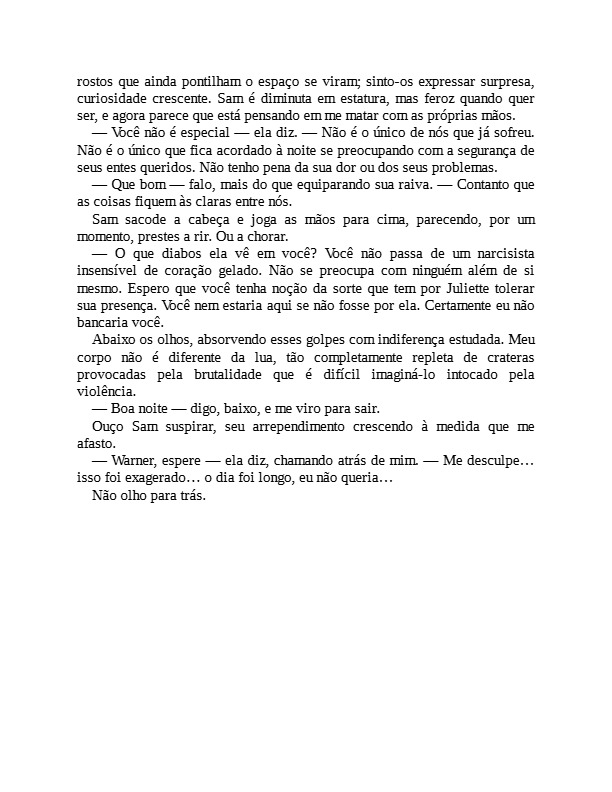 rostos que ainda pontilham o espaço se viram; sinto-os expressar surpresa,
curiosidade crescente. Sam é diminuta em estatura, mas feroz quando quer
ser, e agora parece que está pensando em me matar com as próprias mãos.
— Você não é especial — ela diz. — Não é o único de nós que já sofreu.
Não é o único que fica acordado à noite se preocupando com a segurança de
seus entes queridos. Não tenho pena da sua dor ou dos seus problemas.
— Que bom — falo, mais do que equiparando sua raiva. — Contanto que
as coisas fiquem às claras entre nós.
Sam sacode a cabeça e joga as mãos para cima, parecendo, por um
momento, prestes a rir. Ou a chorar.
— O que diabos ela vê em você? Você não passa de um narcisista
insensível de coração gelado. Não se preocupa com ninguém além de si
mesmo. Espero que você tenha noção da sorte que tem por Juliette tolerar
sua presença. Você nem estaria aqui se não fosse por ela. Certamente eu não
bancaria você.
Abaixo os olhos, absorvendo esses golpes com indiferença estudada. Meu
corpo não é diferente da lua, tão completamente repleta de crateras
provocadas pela brutalidade que é difícil imaginá-lo intocado pela
violência.
— Boa noite — digo, baixo, e me viro para sair.
Ouço Sam suspirar, seu arrependimento crescendo à medida que me
afasto.
— Warner, espere — ela diz, chamando atrás de mim. — Me desculpe…
isso foi exagerado… o dia foi longo, eu não queria…
Não olho para trás.